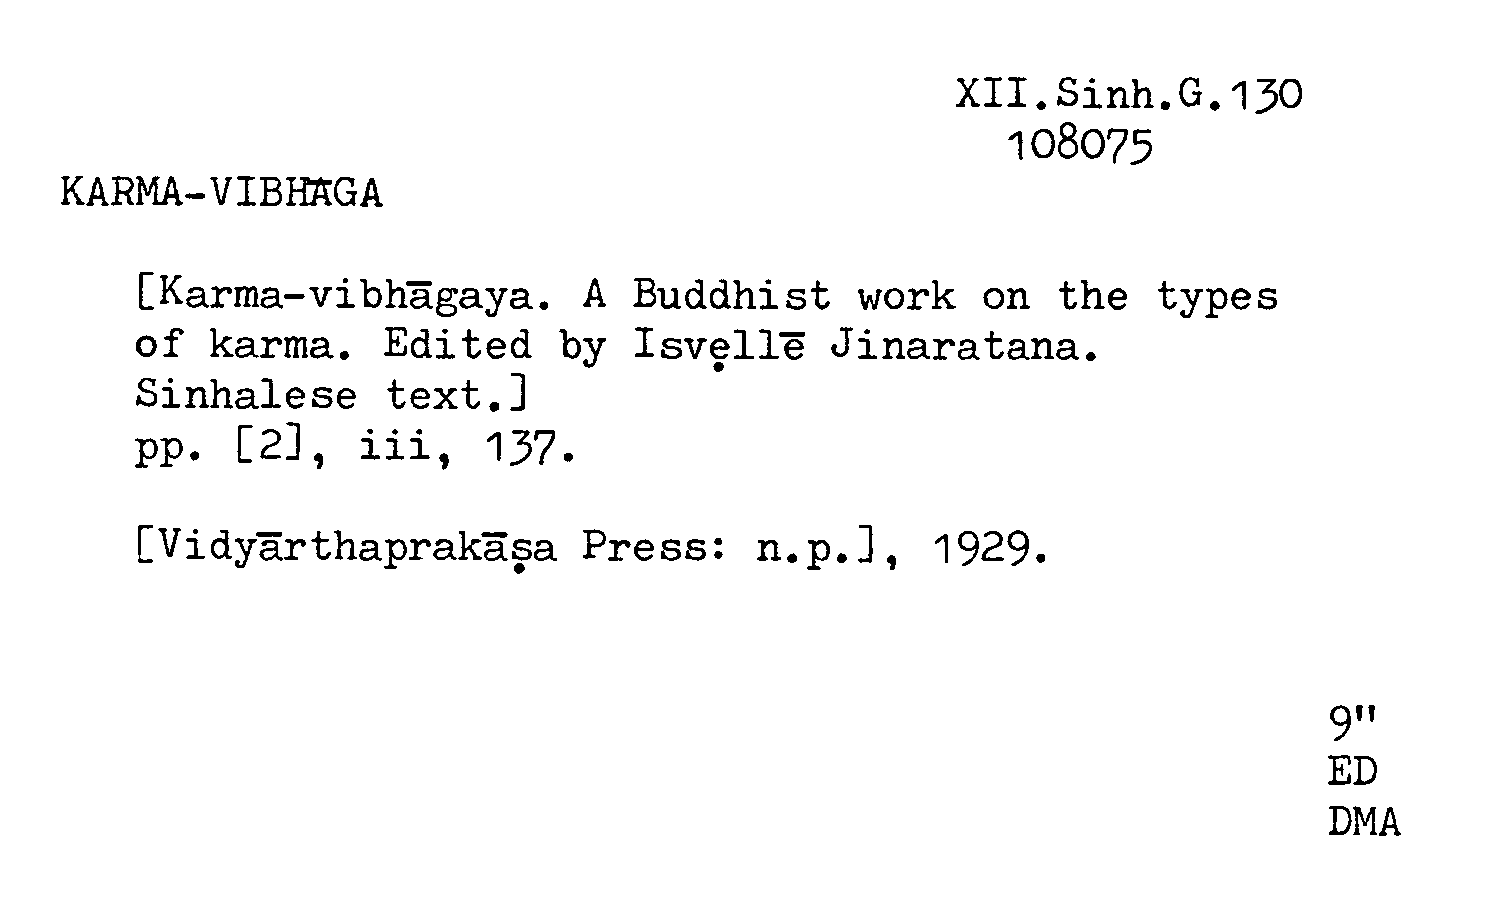 XII.Sinh.G.130
108075
KARMA-VIBHĀGA
[Karma-vibhāgaya. A Buddhist work on the types
of karma. Edited by Isvẹllē Jinaratana.
Sinhalese text.]
pp. [2], iii, 137.
[Vidyārthaprakāṣa Press: n.p.], 1929.
9"
ED
DMA